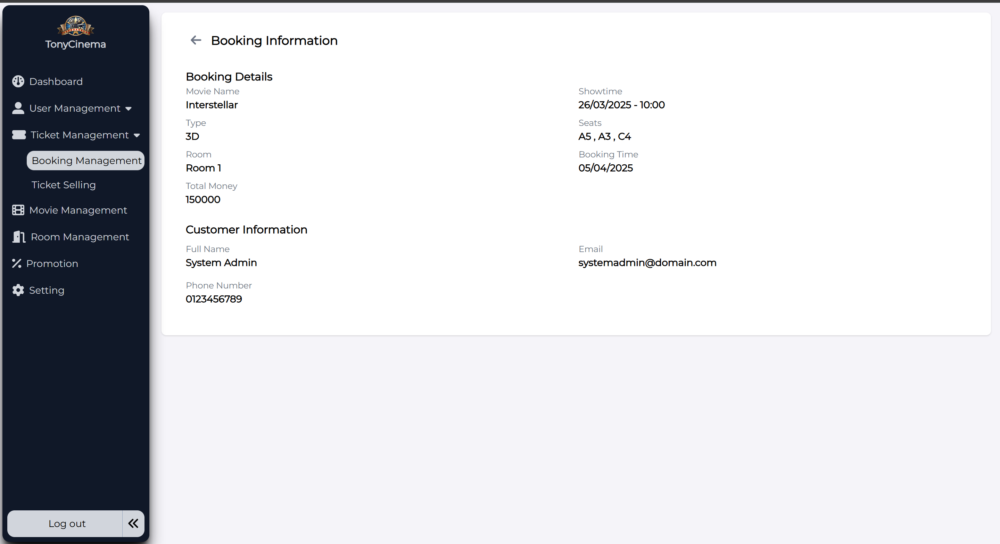 TonyCinema
Dashboard
User Management
Ticket Management
Booking Management
Ticket Selling
Movie Management
Room Management
Promotion
Setting
Log out
Booking Information
Booking Details
Movie Name
Interstellar
Showtime
26/03/2025 - 10:00
Type
3D
Seats
A5 , A3 , C4
Room
Room 1
Booking Time
05/04/2025
Total Money
150000
Customer Information
Full Name
System Admin
Email
systemadmin@domain.com
Phone Number
0123456789